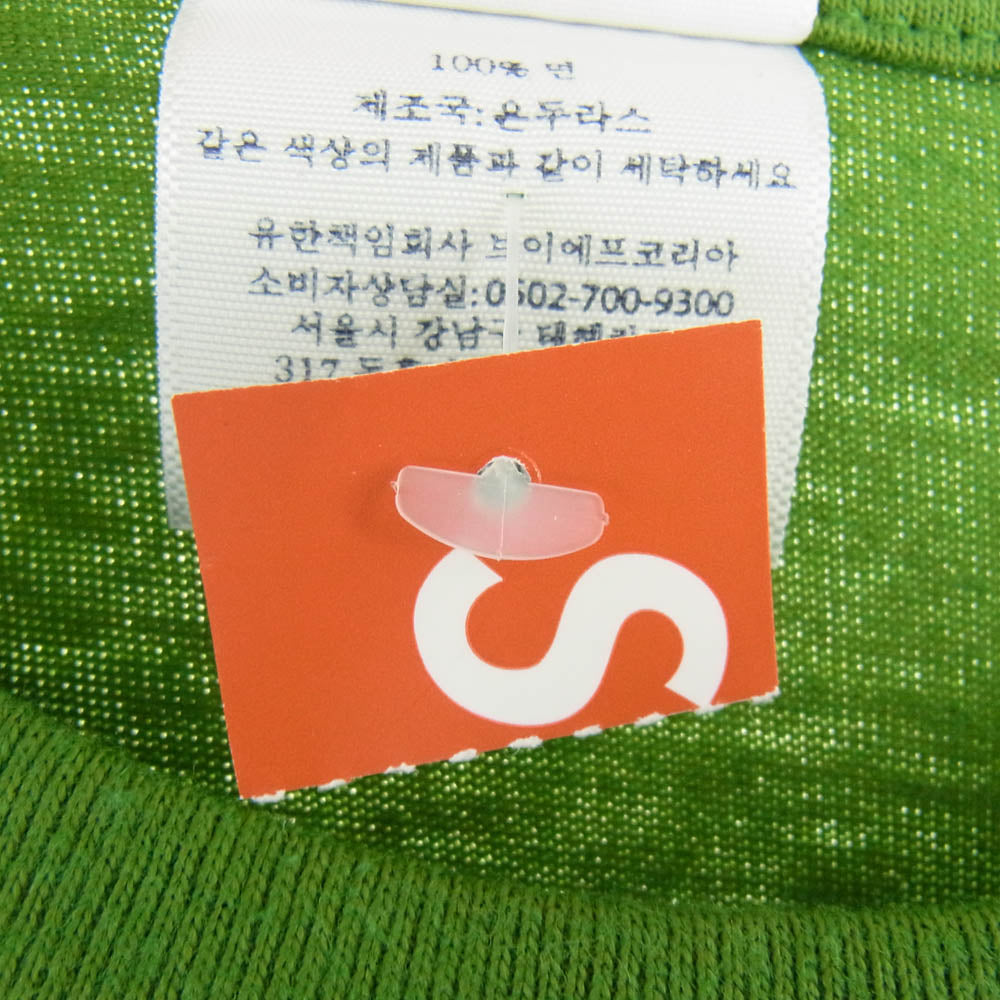 100% 면
제조국: 온두라스
같은 색상의 제품과 같이 세탁하세요
유한책임회사 브이에프코리아
소비자상담실: 0502-700-9300
서울시 강남구
317
S